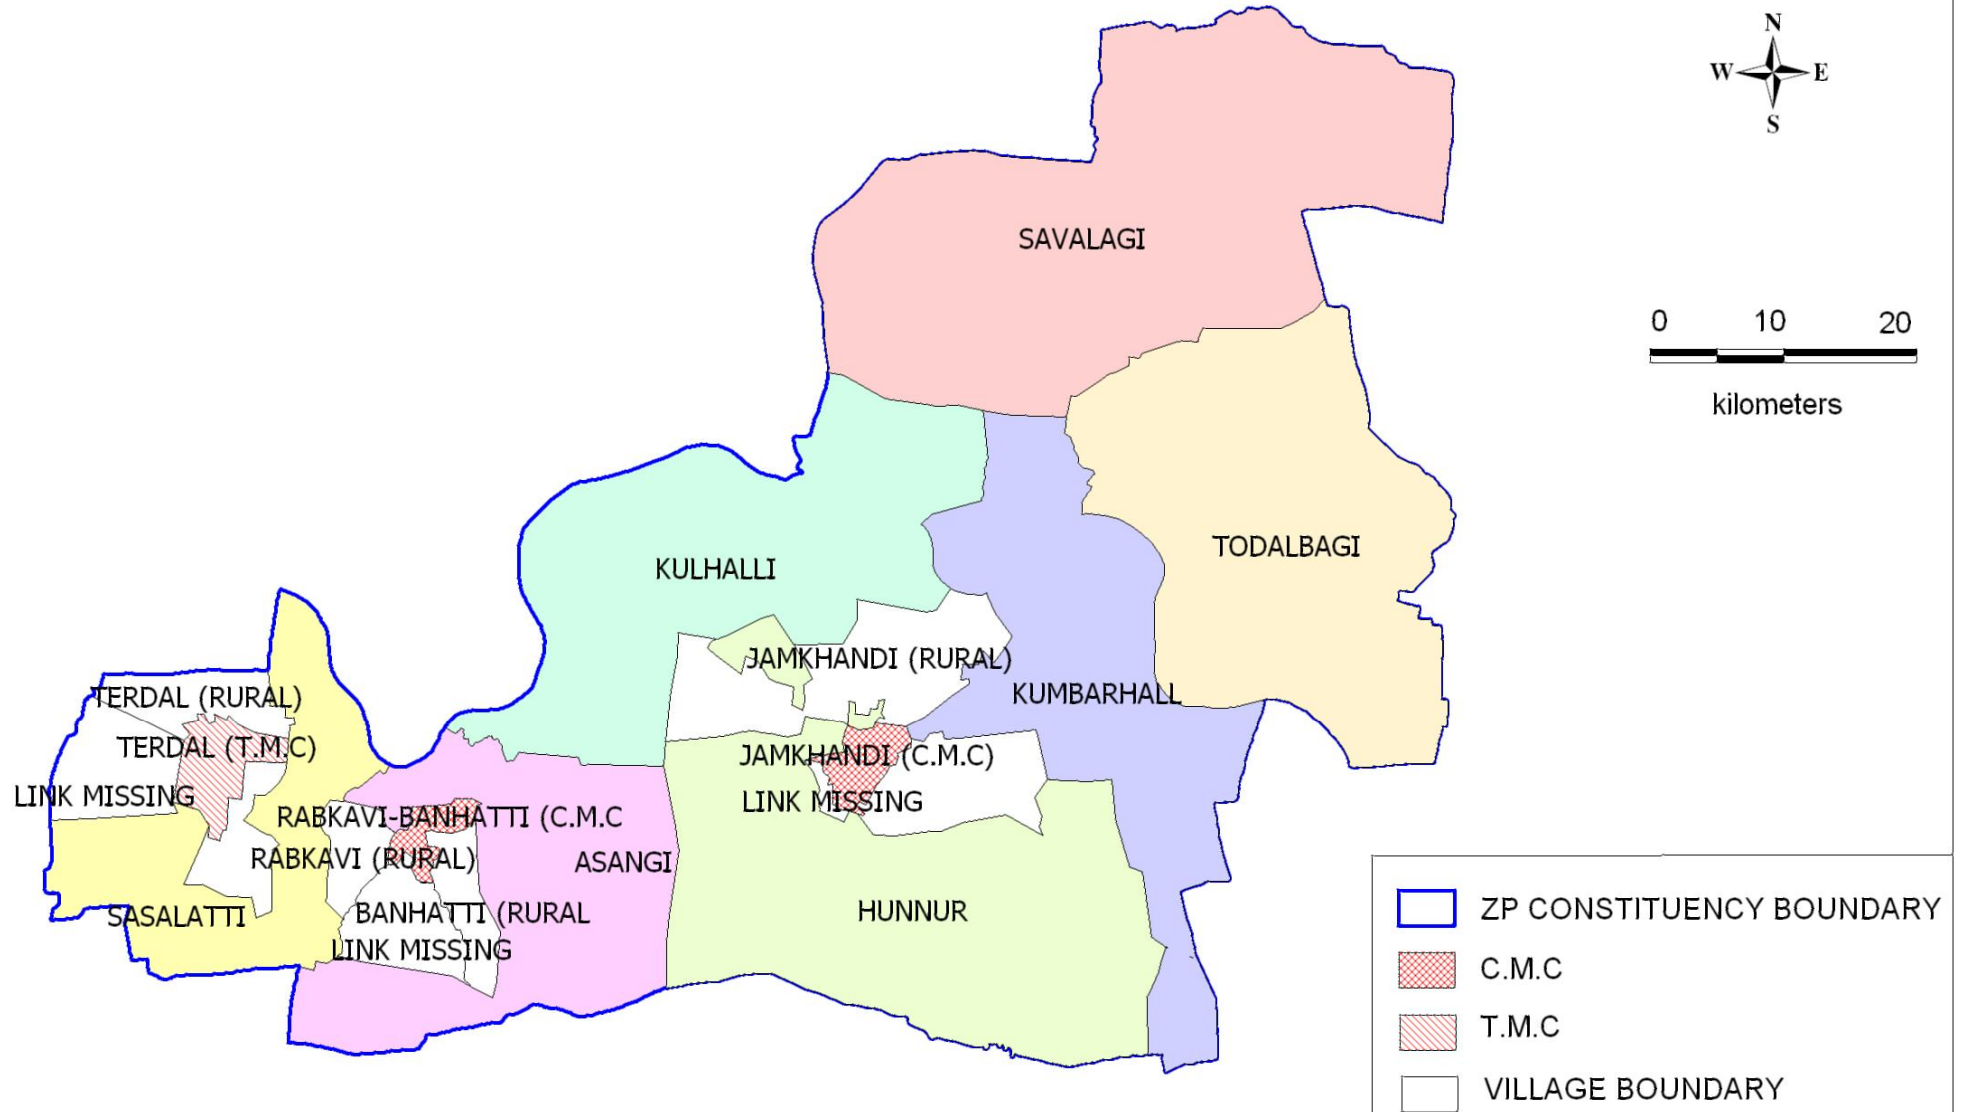 N
W E
S
SAVALAGI
0 10 20
kilometers
TODALBAGI
KULHALLI
JAMKHANDI (RURAL)
KUMBARHALL
TERDAL (RURAL)
TERDAL (T.M.C)
JAMKHANDI (C.M.C)
LINK MISSING
LINK MISSING
RABKAVI-BANHATTI (C.M.C
RABKAVI (RURAL)
ASANGI
HUNNUR
SASALATTI
BANHATTI (RURAL
LINK MISSING
ZP CONSTITUENCY BOUNDARY
C.M.C
T.M.C
VILLAGE BOUNDARY